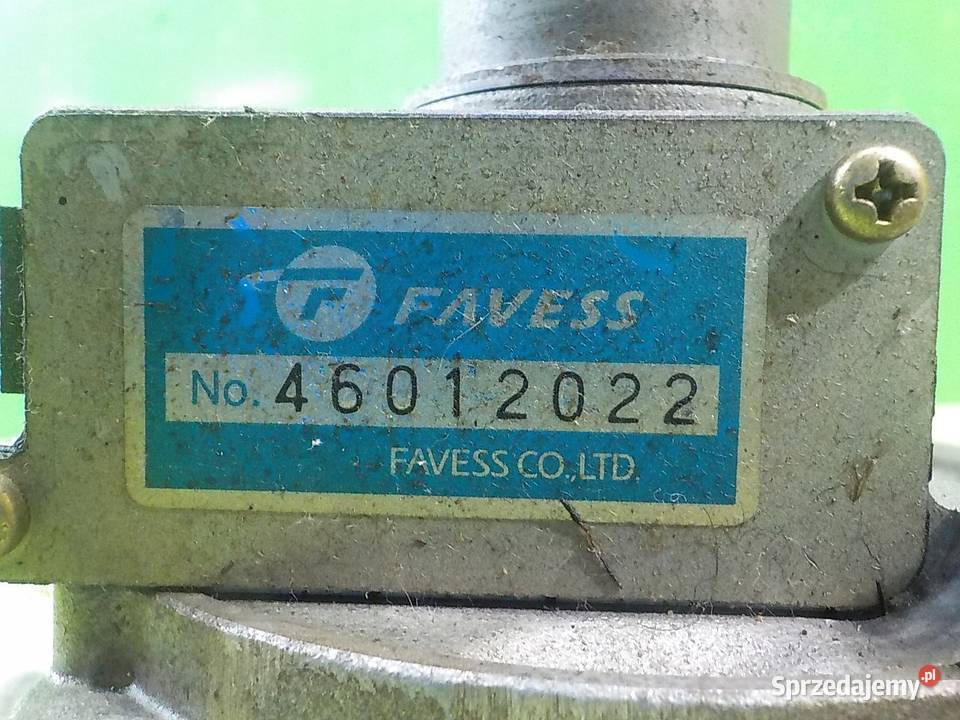 FAVESS
No. 46012022
FAVESS CO.,LTD.
Sprzedajemy.pl